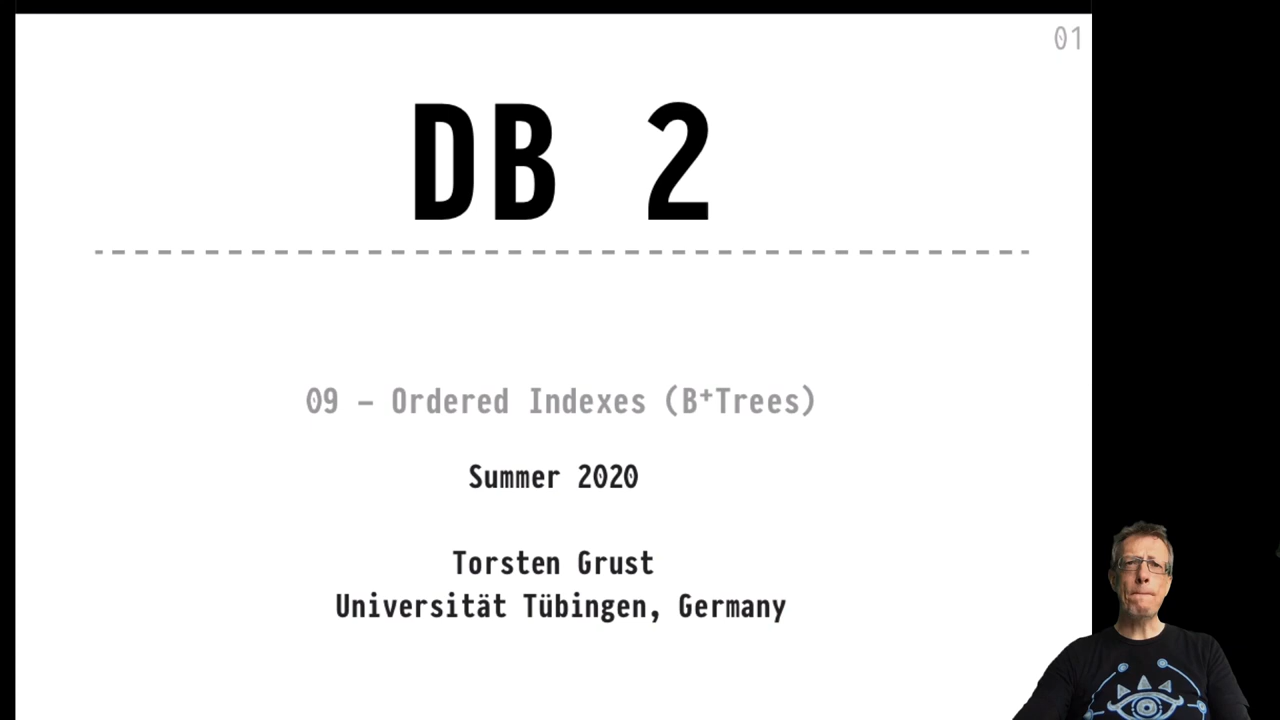 01
DB 2
09 — Ordered Indexes (B⁺Trees)
Summer 2020
Torsten Grust
Universität Tübingen, Germany